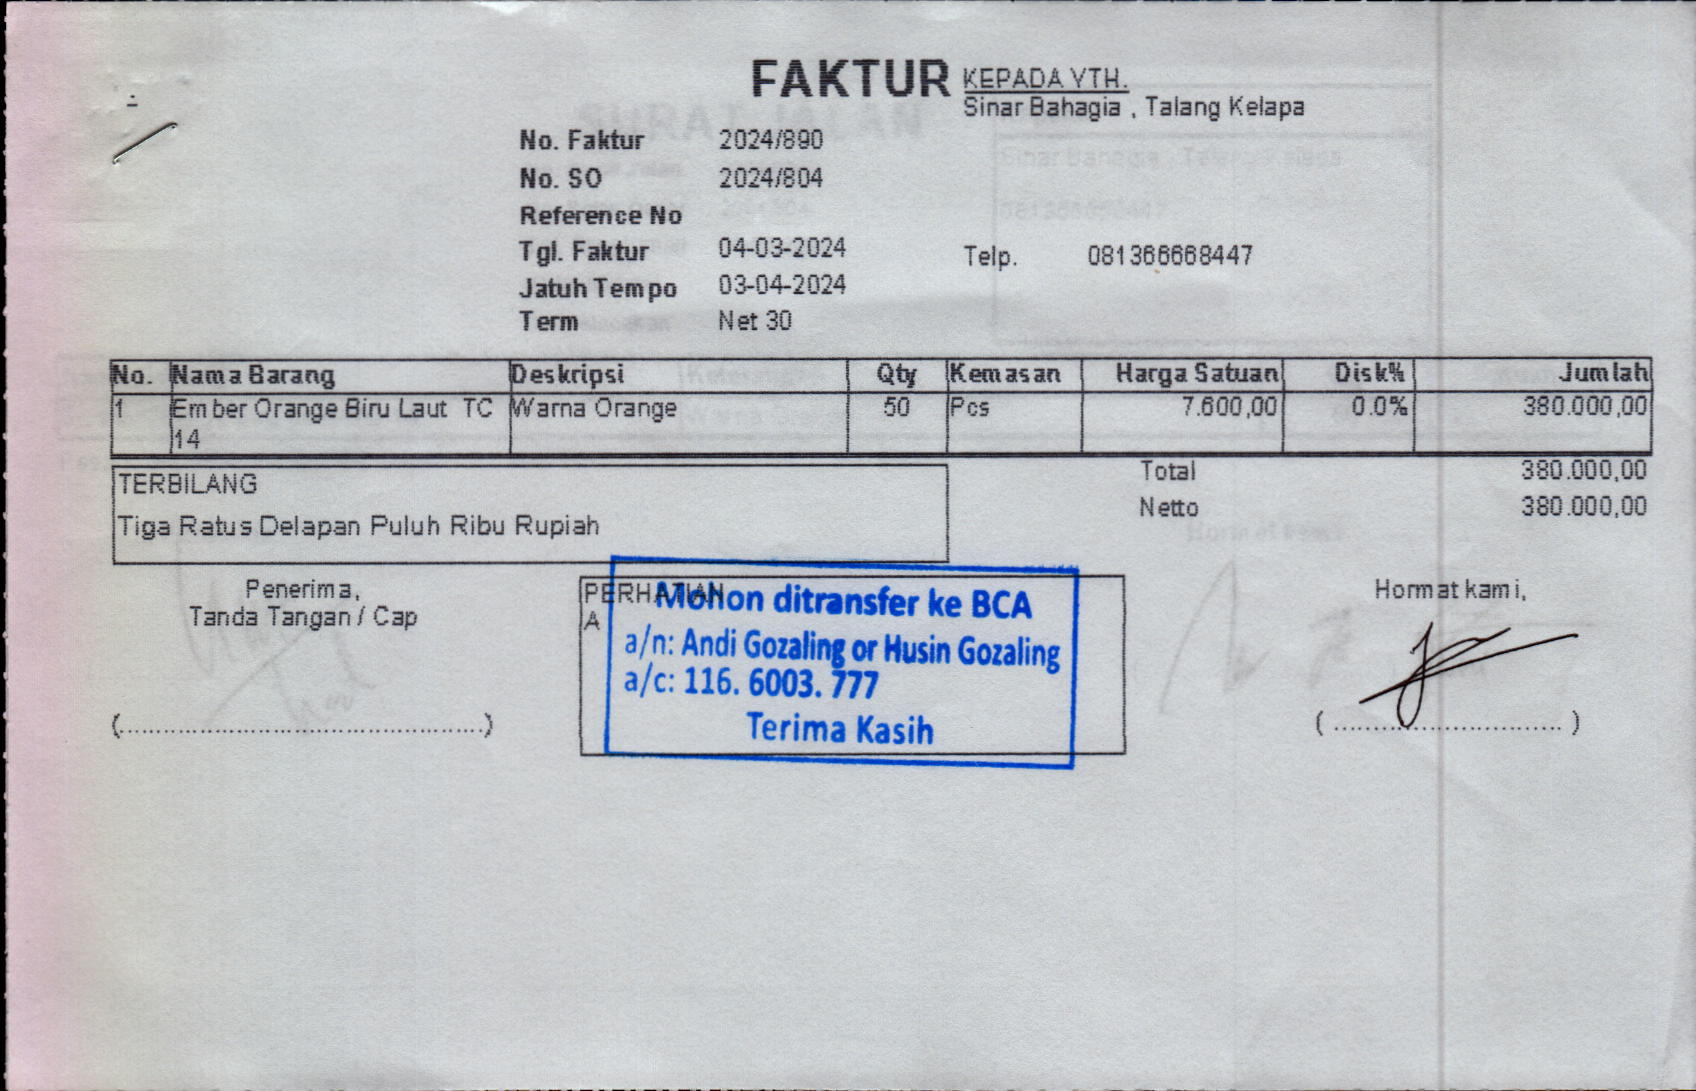 FAKTUR
KEPADA YTH.
Sinar Bahagia , Talang Kelapa
No. Faktur 2024/890
No. SO 2024/804
Reference No
Tgl. Faktur 04-03-2024
Telp. 081366668447
Jatuh Tempo 03-04-2024
Term Net 30
No. Nama Barang Deskripsi Qty Kemasan Harga Satuan Disk% Jumlah
1 Ember Orange Biru Laut TC Warna Orange 50 Pcs 7.600,00 0.0% 380.000,00
14
Total 380.000,00
TERBILANG
Netto 380.000,00
Tiga Ratus Delapan Puluh Ribu Rupiah
Penerima,
Tanda Tangan / Cap
(................................................)
PERHATIAN
A
Mohon ditransfer ke BCA
a/n: Andi Gozaling or Husin Gozaling
a/c: 116. 6003. 777
Terima Kasih
Hormat kami,
( .............................. )